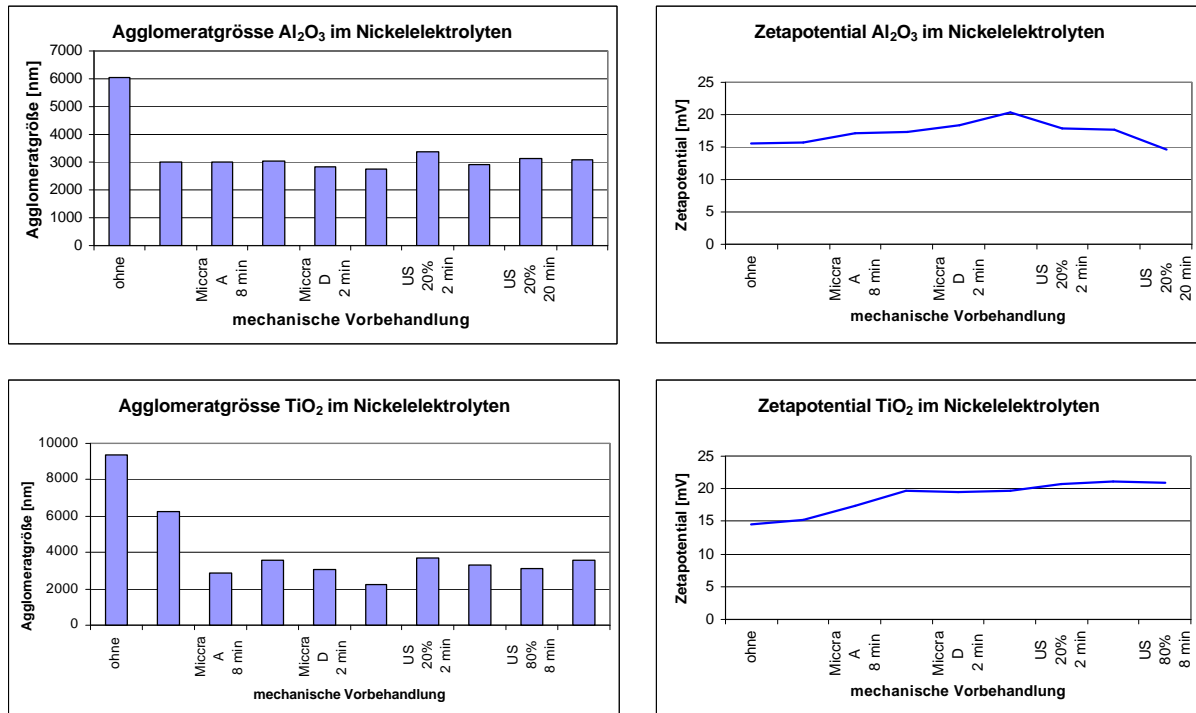 Agglomeratgrösse Al₂O₃ im Nickelelektrolyten
Agglomeratgröße [nm]
7000
6000
5000
4000
3000
2000
1000
0
ohne
Miccra
A
8 min
Miccra
D
2 min
US
20%
2 min
US
20%
20 min
mechanische Vorbehandlung
Zetapotential Al₂O₃ im Nickelelektrolyten
Zetapotential [mV]
25
20
15
10
5
0
ohne
Miccra
A
8 min
Miccra
D
2 min
US
20%
2 min
US
20%
20 min
mechanische Vorbehandlung
Agglomeratgrösse TiO₂ im Nickelelektrolyten
Agglomeratgröße [nm]
10000
8000
6000
4000
2000
0
ohne
Miccra
A
8 min
Miccra
D
2 min
US
20%
2 min
US
80%
8 min
mechanische Vorbehandlung
Zetapotential TiO₂ im Nickelelektrolyten
Zetapotential [mV]
25
20
15
10
5
0
ohne
Miccra
A
8 min
Miccra
D
2 min
US
20%
2 min
US
80%
8 min
mechanische Vorbehandlung